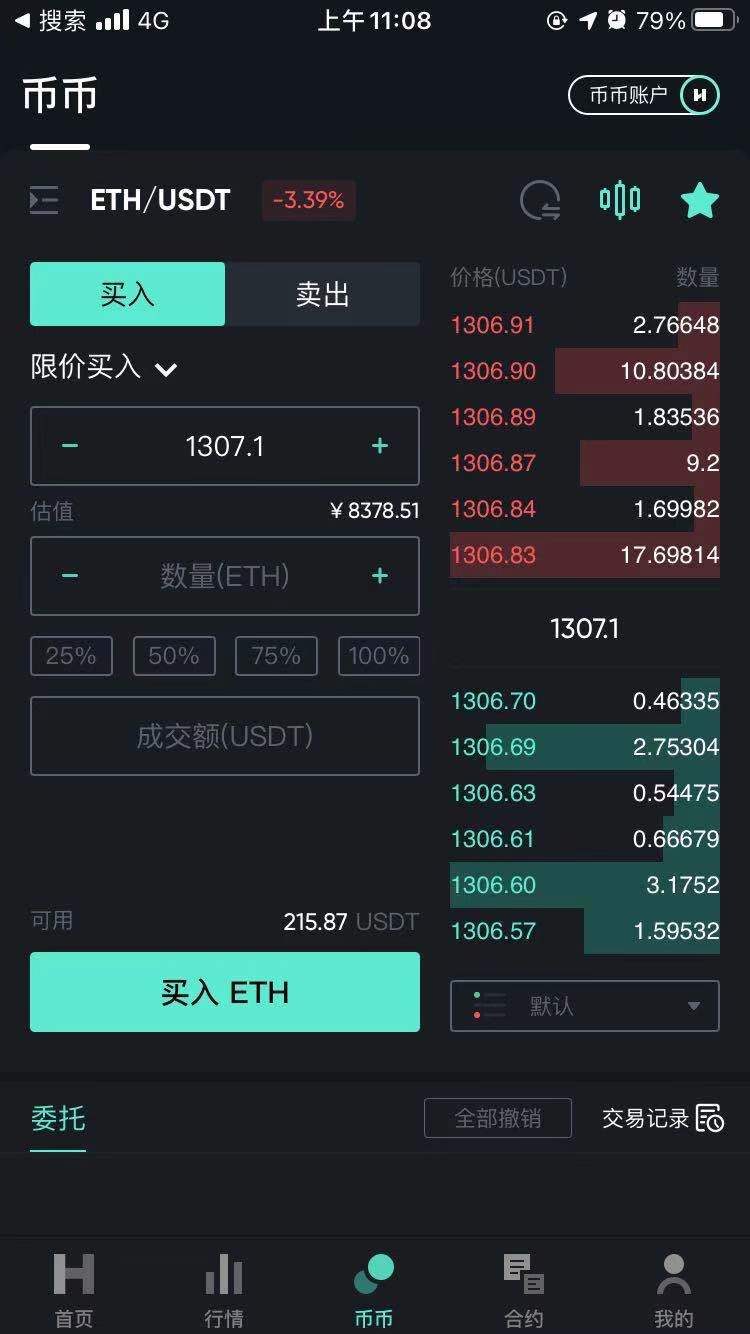 搜索 4G 上午11:08 79%
币币 币币账户
ETH/USDT -3.39%
买入 卖出 价格(USDT) 数量
1306.91 2.76648
限价买入 1306.90 10.80384
1306.89 1.83536
− 1307.1 + 1306.87 9.2
估值 ¥8378.51 1306.84 1.69982
− 数量(ETH) + 1306.83 17.69814
1307.1
25% 50% 75% 100%
1306.70 0.46335
成交额(USDT) 1306.69 2.75304
1306.63 0.54475
1306.61 0.66679
1306.60 3.1752
可用 215.87 USDT 1306.57 1.59532
买入 ETH 默认
委托 全部撤销 交易记录
首页 行情 币币 合约 我的